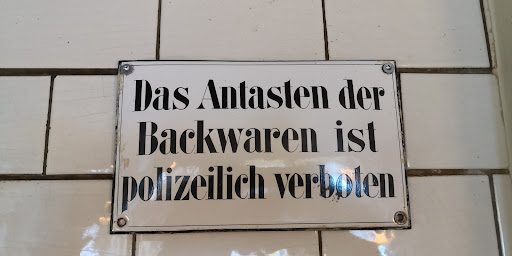 Das Antasten der
Backwaren ist
polizeilich verboten